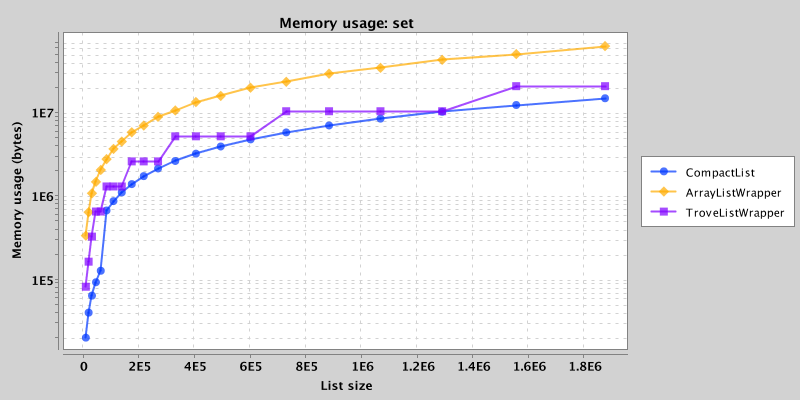 Memory usage: set
Memory usage (bytes)
1E7
1E6
1E5
0 2E5 4E5 6E5 8E5 1E6 1.2E6 1.4E6 1.6E6 1.8E6
List size
CompactList
ArrayListWrapper
TroveListWrapper